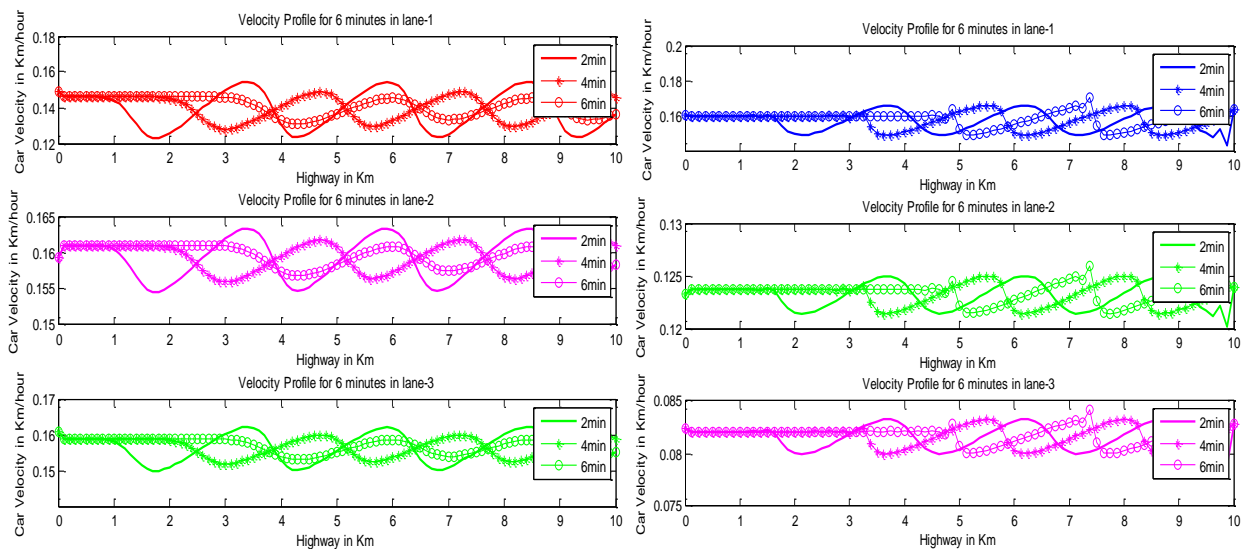 Velocity Profile for 6 minutes in lane-1
Car Velocity in Km/hour
0.18
0.16
0.14
0.12
0 1 2 3 4 5 6 7 8 9 10
Highway in Km
2min
4min
6min
Velocity Profile for 6 minutes in lane-2
Car Velocity in Km/hour
0.165
0.16
0.155
0.15
0 1 2 3 4 5 6 7 8 9 10
Highway in Km
2min
4min
6min
Velocity Profile for 6 minutes in lane-3
Car Velocity in Km/hour
0.17
0.16
0.15
0 1 2 3 4 5 6 7 8 9 10
Highway in Km
2min
4min
6min
Velocity Profile for 6 minutes in lane-1
Car Velocity in Km/hour
0.2
0.18
0.16
0 1 2 3 4 5 6 7 8 9 10
Highway in Km
2min
4min
6min
Velocity Profile for 6 minutes in lane-2
Car Velocity in Km/hour
0.13
0.125
0.12
0 1 2 3 4 5 6 7 8 9 10
Highway in Km
2min
4min
6min
Velocity Profile for 6 minutes in lane-3
Car Velocity in Km/hour
0.085
0.08
0.075
0 1 2 3 4 5 6 7 8 9 10
Highway in Km
2min
4min
6min